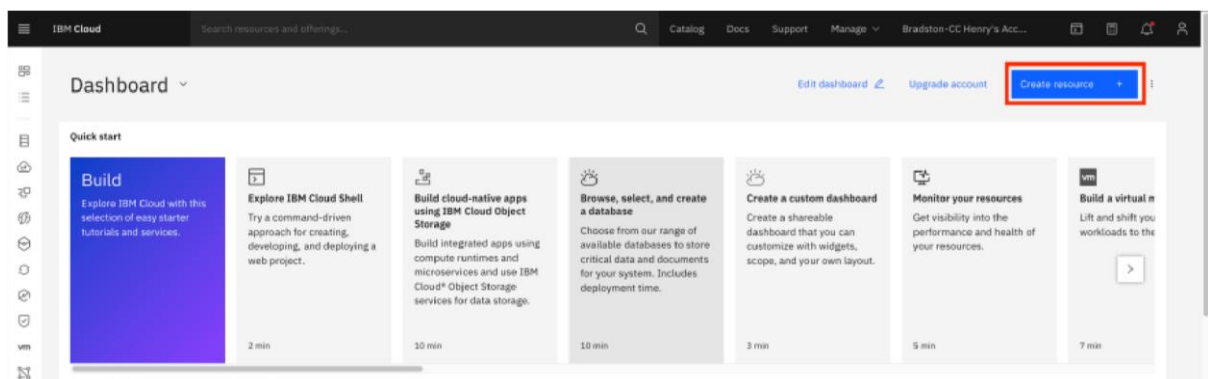 IBM Cloud
Search resources and offerings...
Catalog
Docs
Support
Manage
Bradston-CC Henry's Acc...
Dashboard
Edit dashboard
Upgrade account
Create resource +
Quick start
Build
Explore IBM Cloud with this
selection of easy starter
tutorials and services.
Explore IBM Cloud Shell
Try a command-driven
approach for creating,
developing, and deploying a
web project.
2 min
Build cloud-native apps
using IBM Cloud Object
Storage
Build integrated apps using
compute runtimes and
microservices and use IBM
Cloud® Object Storage
services for data storage.
10 min
Browse, select, and create
a database
Choose from our range of
available databases to store
critical data and documents
for your system. Includes
deployment time.
10 min
Create a custom dashboard
Create a shareable
dashboard that you can
customize with widgets,
scope, and your own layout.
3 min
Monitor your resources
Get visibility into the
performance and health of
your resources.
5 min
vm
Build a virtual m
Lift and shift you
workloads to the
7 min
vm